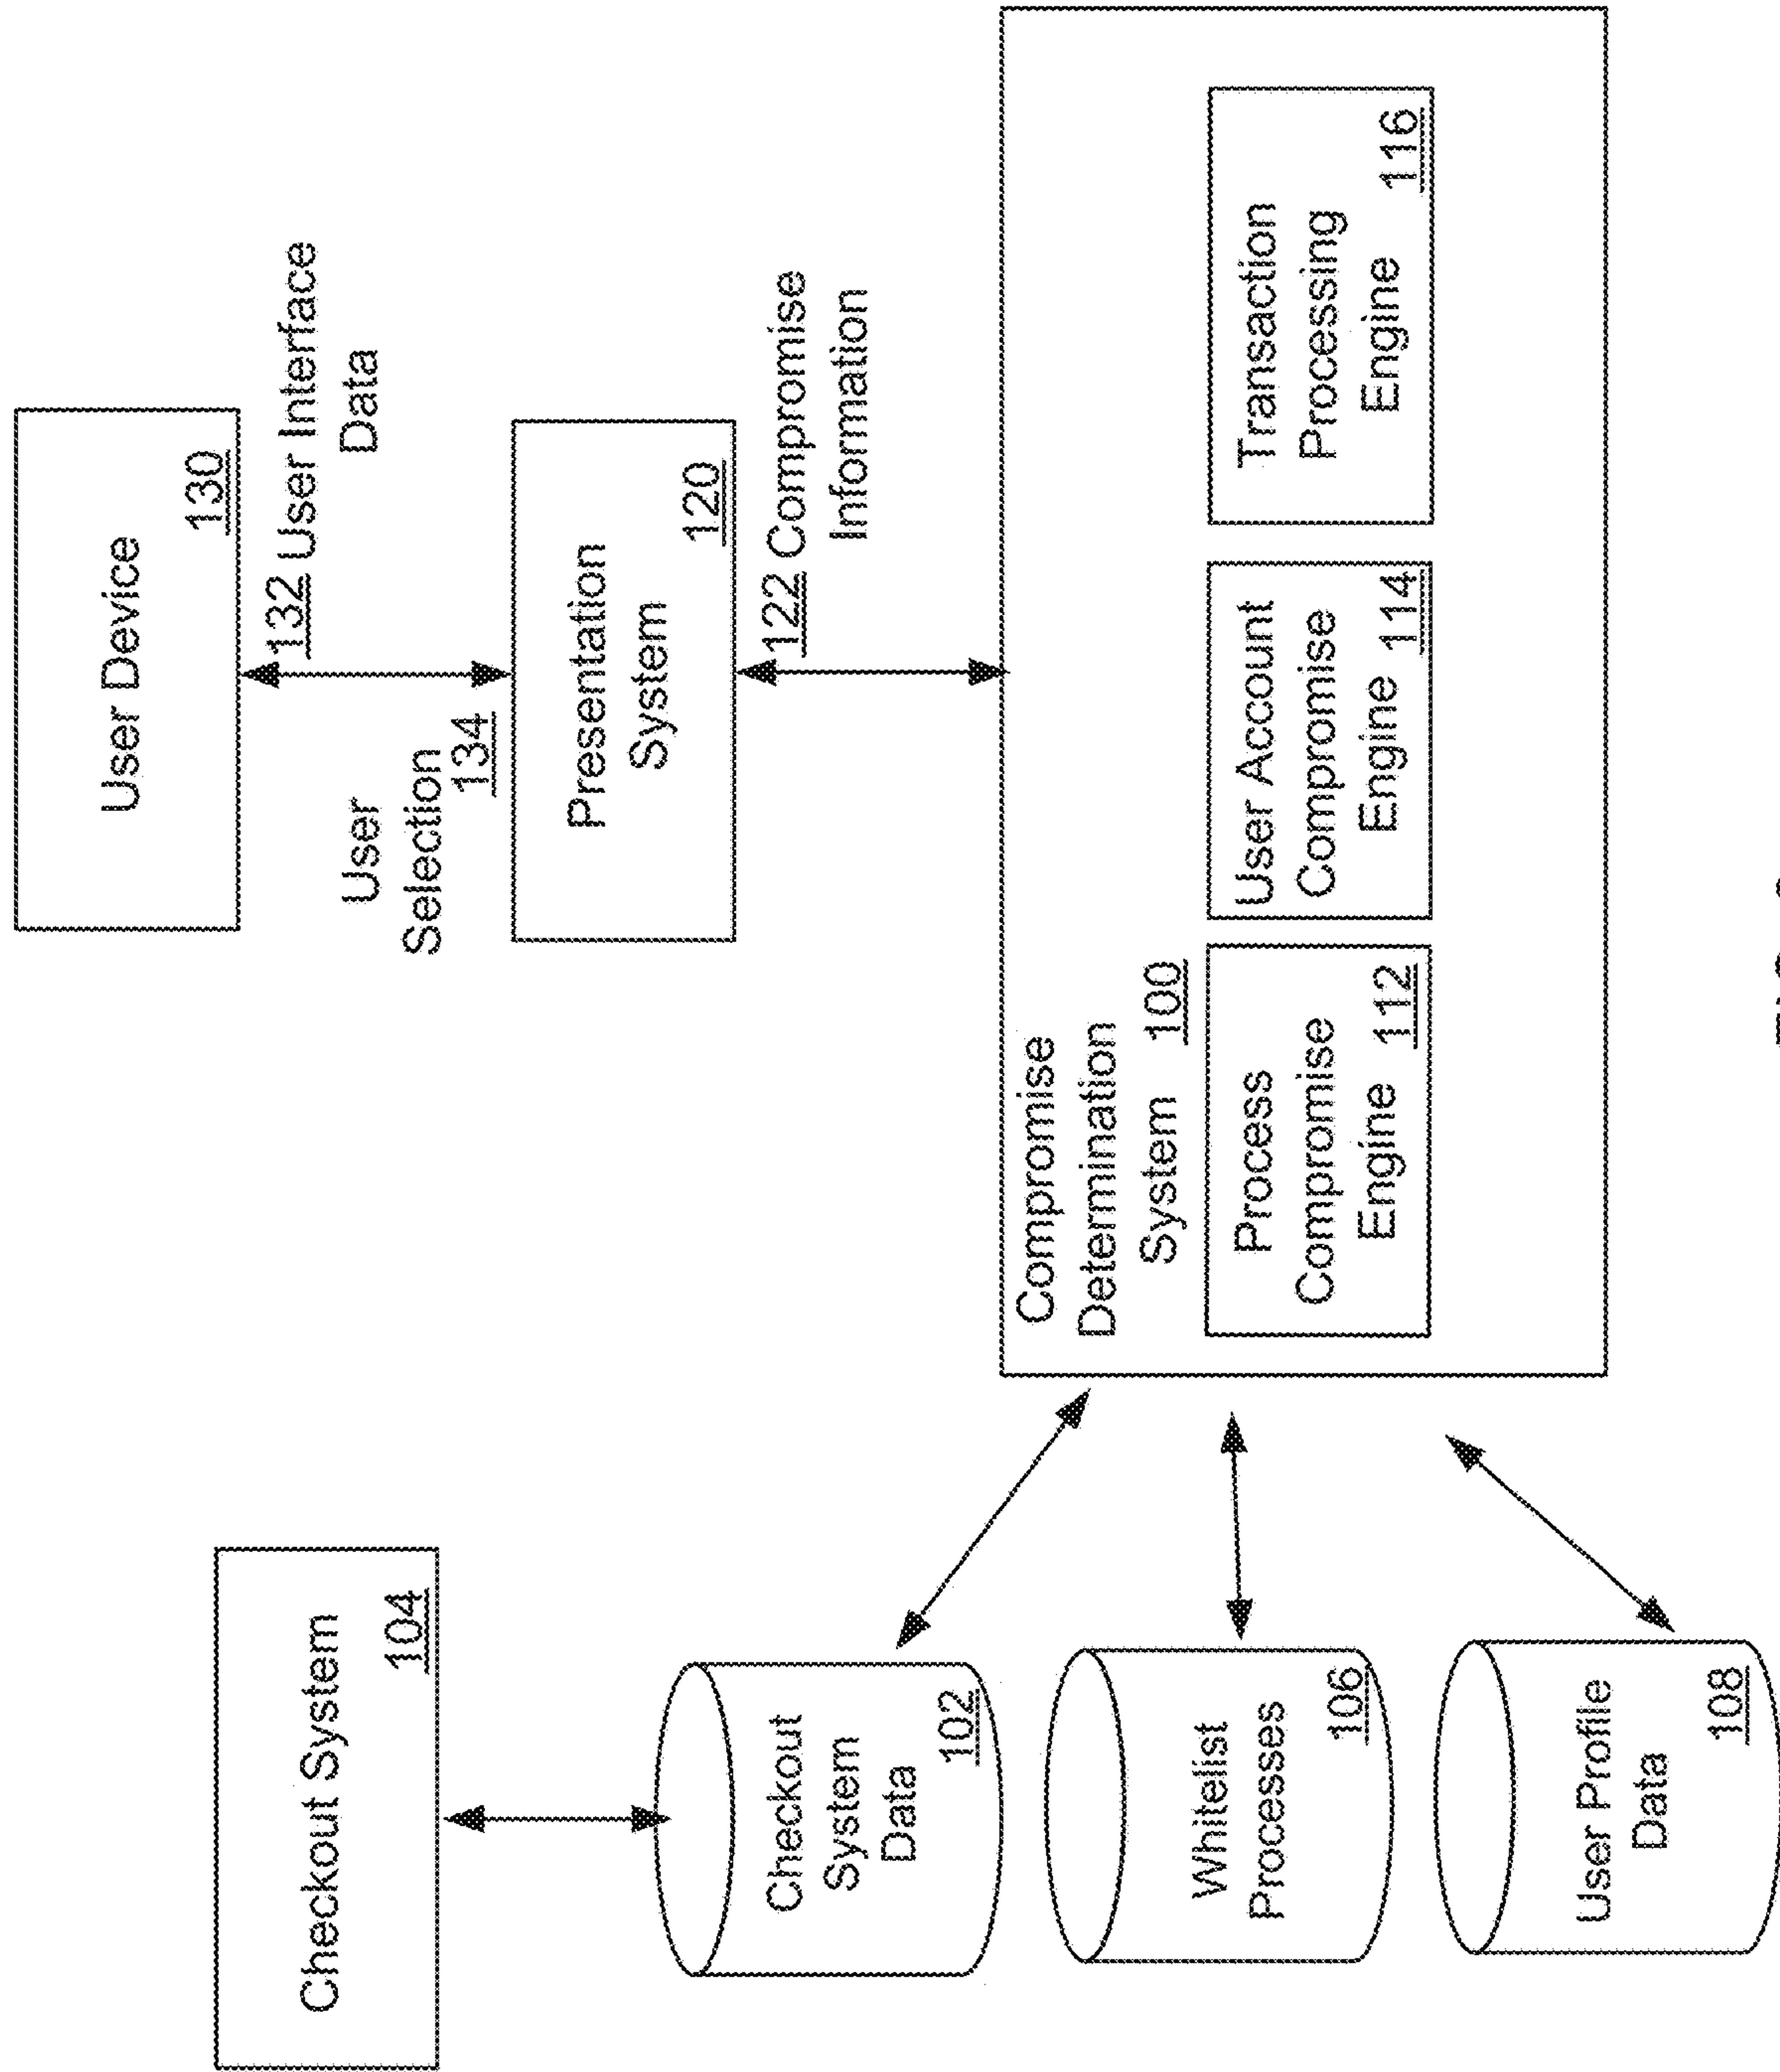 Checkout System
104
Checkout
System
Data
102
Whitelist
Processes
106
User Profile
Data
108
User Device
130
132 User Interface
Data
User
Selection
134
Presentation
System
120
122 Compromise
Information
Compromise
Determination
System 100
Process
Compromise
Engine 112
User Account
Compromise
Engine 114
Transaction
Processing
Engine 116